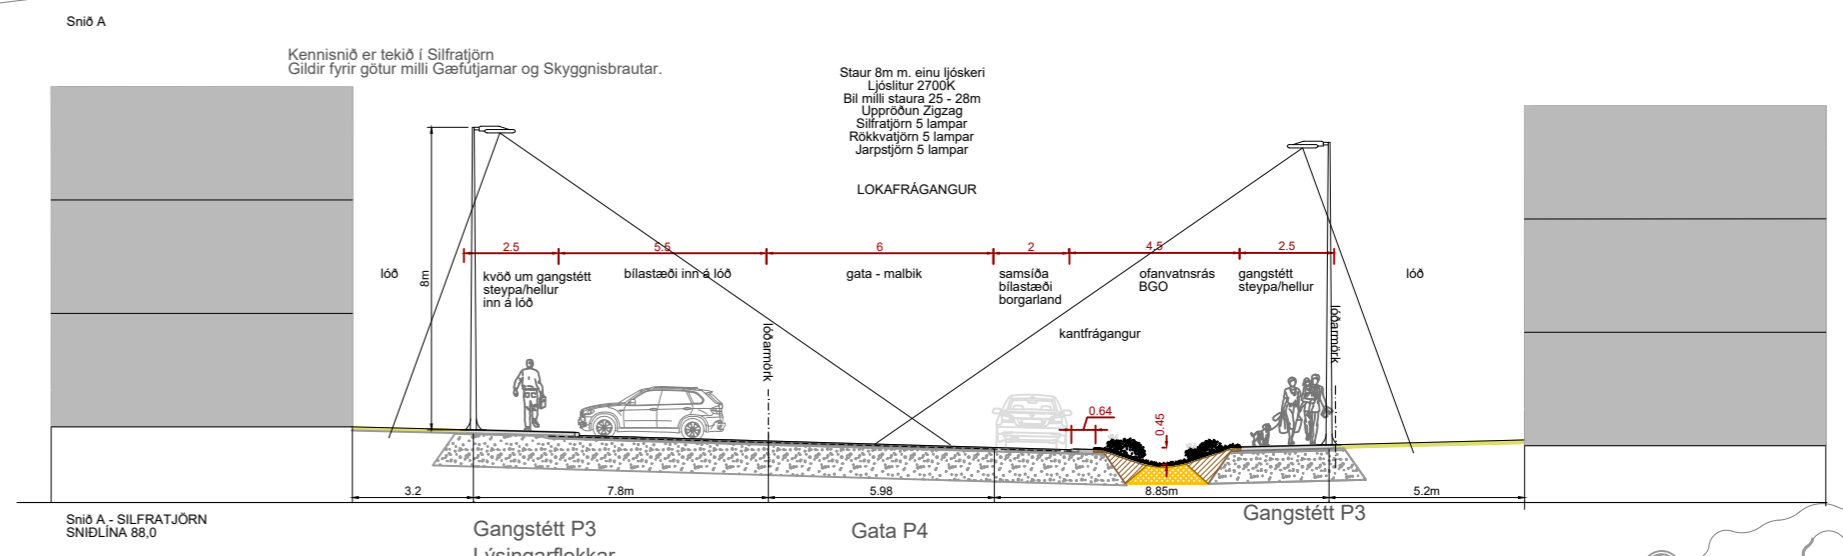 Snið A
Kennisnið er tekið í Silfratjörn
Gildir fyrir götur milli Gæfutjarnar og Skyggnisbrautar.
Staur 8m m. einu ljóskeri
Ljóslitur 2700K
Bil milli staura 25 - 28m
Uppröðun Zigzag
Silfratjörn 5 lampar
Rökkvatjörn 5 lampar
Jarpstjörn 5 lampar
LOKAFRÁGANGUR
2.5
5.5
6
2
4.5
2.5
8m
lóð
kvöð um gangstétt
steypa/hellur
inn á lóð
bílastæði inn á lóð
gata - malbik
samsíða
bílastæði
borgarland
ofanvatnsrás
BGO
gangstétt
steypa/hellur
lóð
kantfrágangur
lóðarmörk
lóðarmörk
0.64
0.45
3.2
7.8m
5.98
8.85m
5.2m
Snið A - SILFRATJÖRN
SNIÐLÍNA 88,0
Gangstétt P3
Gata P4
Gangstétt P3
Lýsingarflokkar